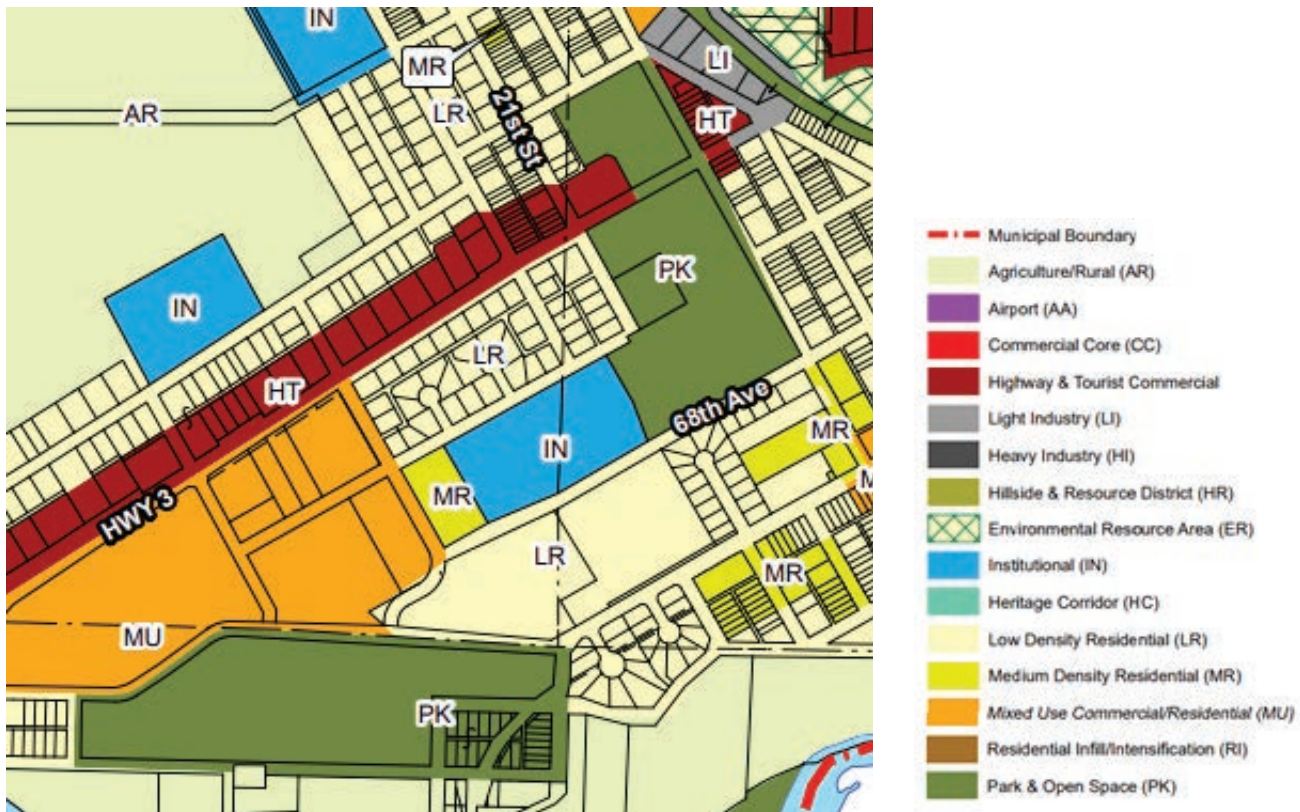 IN
MR
LI
AR
LR
21st St
HT
PK
IN
LR
HT
68th Ave
MR
IN
MR
HWY 3
LR
MR
MU
PK
Municipal Boundary
Agriculture/Rural (AR)
Airport (AA)
Commercial Core (CC)
Highway & Tourist Commercial
Light Industry (LI)
Heavy Industry (HI)
Hillside & Resource District (HR)
Environmental Resource Area (ER)
Institutional (IN)
Heritage Corridor (HC)
Low Density Residential (LR)
Medium Density Residential (MR)
Mixed Use Commercial/Residential (MU)
Residential Infill/Intensification (RI)
Park & Open Space (PK)